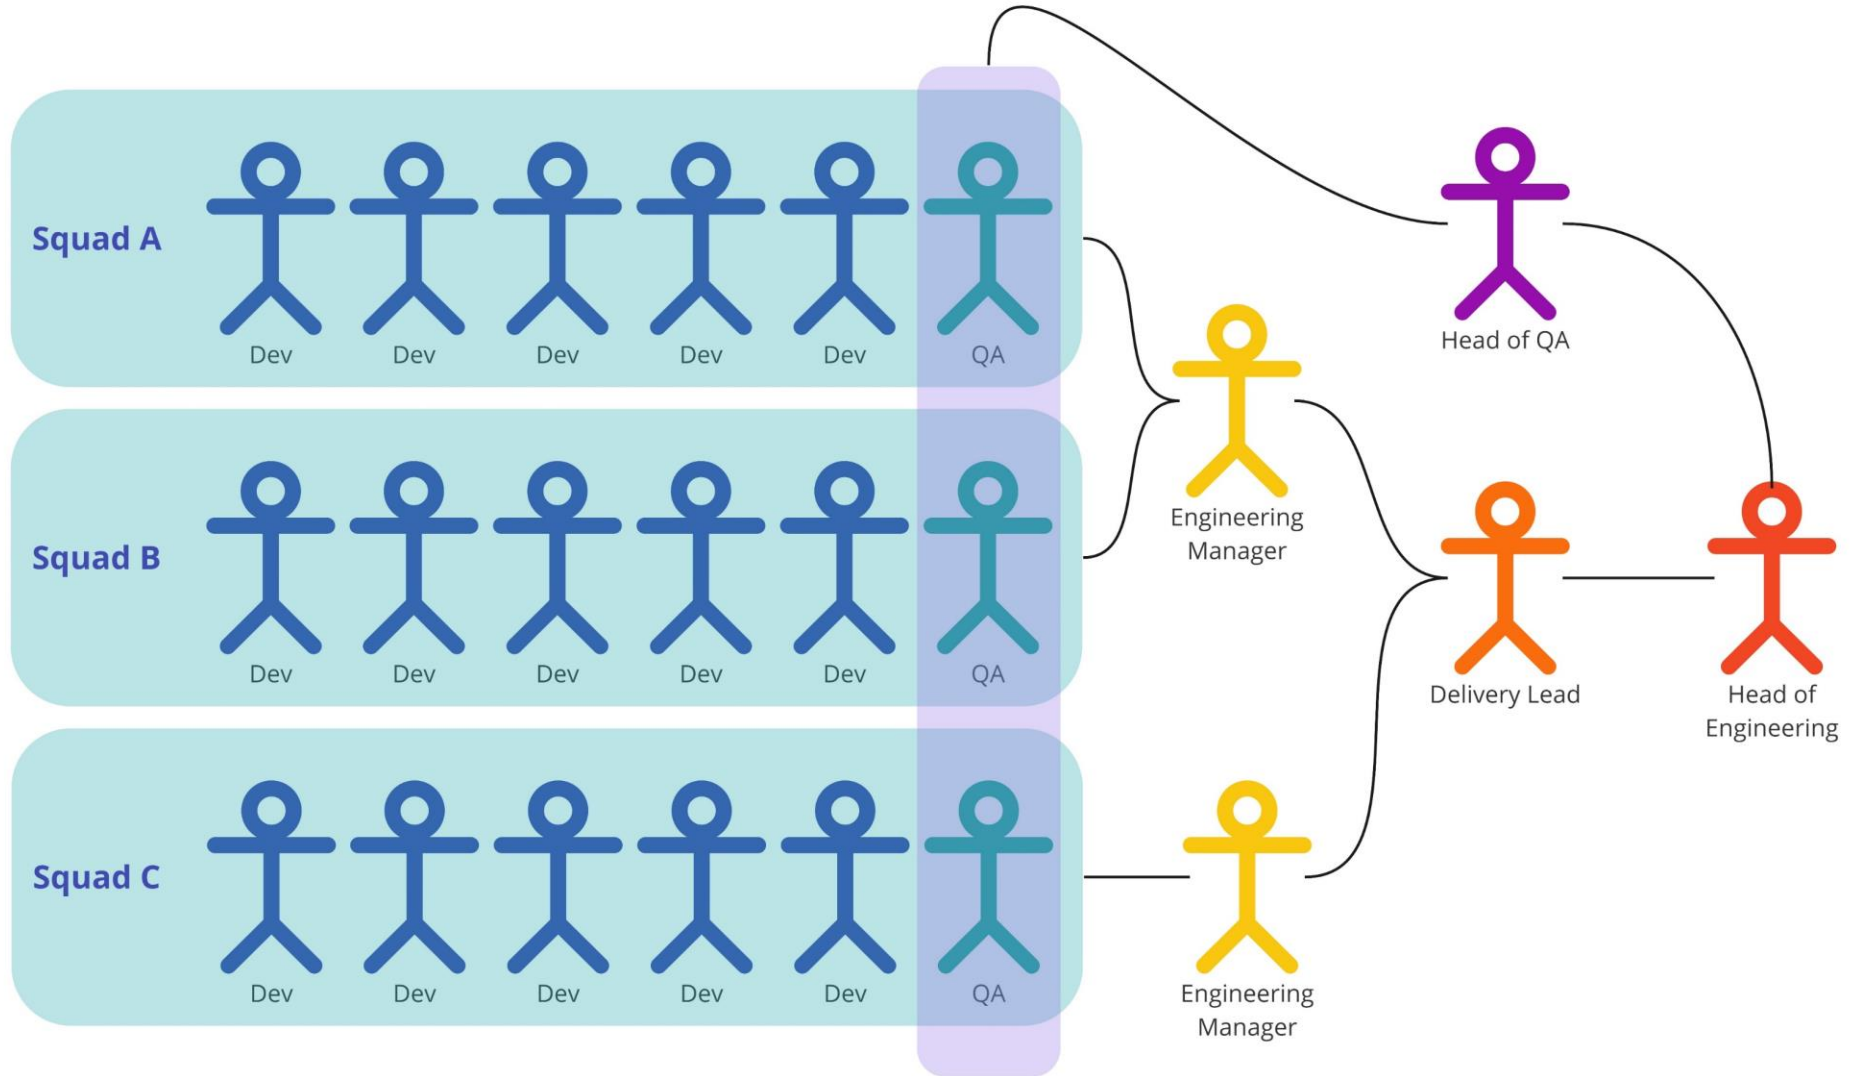 Squad A
Dev
Dev
Dev
Dev
Dev
QA
Head of QA
Engineering
Manager
Squad B
Dev
Dev
Dev
Dev
Dev
QA
Delivery Lead
Head of
Engineering
Squad C
Dev
Dev
Dev
Dev
Dev
QA
Engineering
Manager